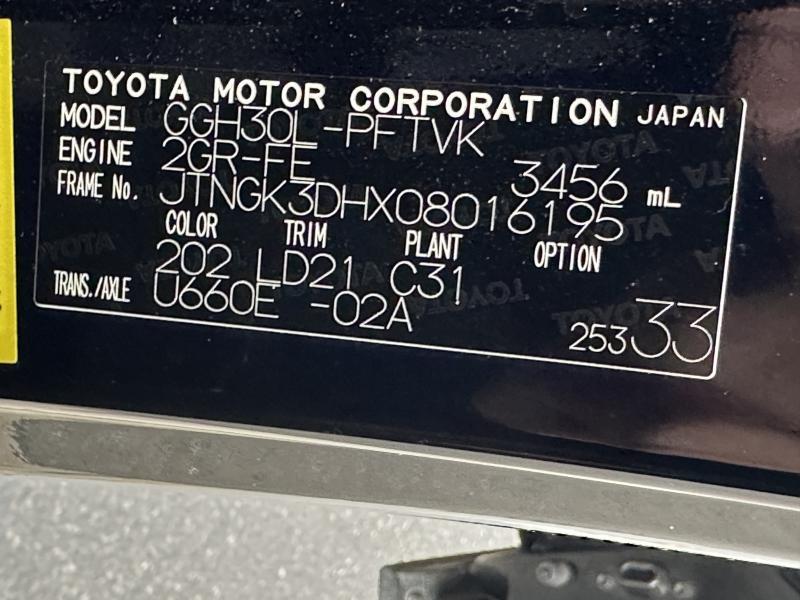 TOYOTA MOTOR CORPORATION JAPAN
MODEL GGH30L-PFTVK
ENGINE 2GR-FE 3456 mL
FRAME No. JTNGK3DHX08016195
COLOR TRIM PLANT OPTION
202 LD21 C31
TRANS./AXLE U660E -02A
25333